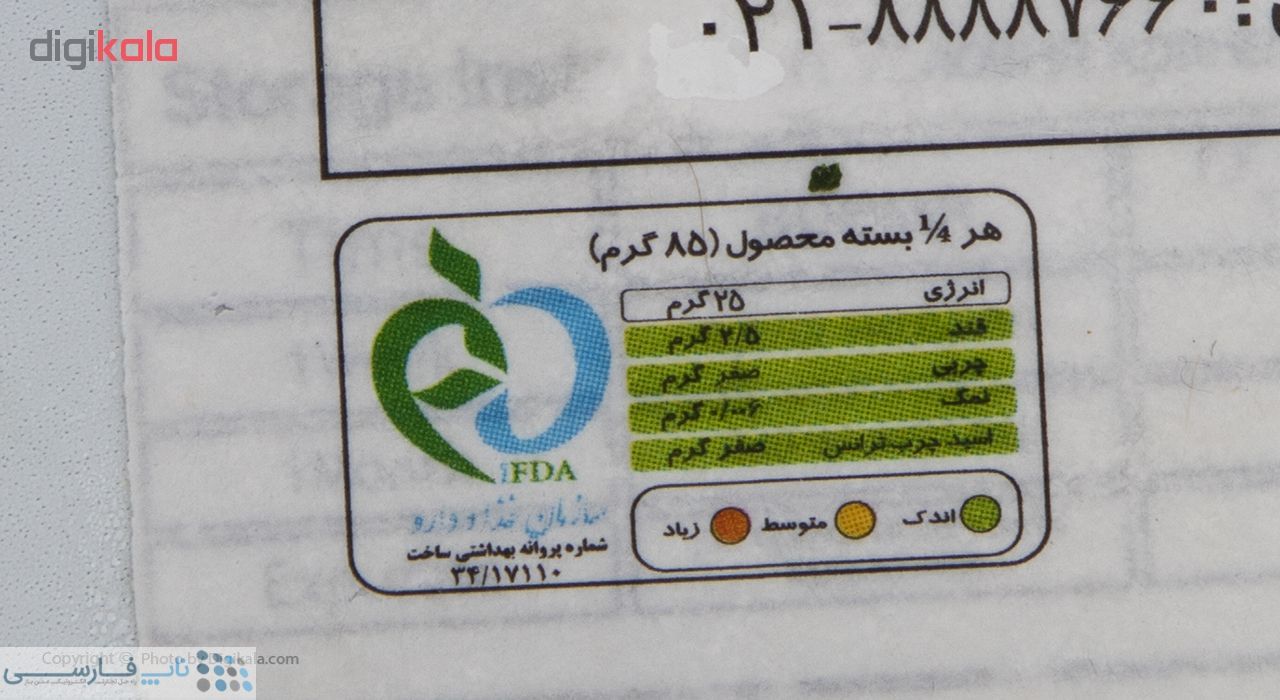 digikala
۰۲۱-۸۸۸۸۷۶۶۰
هر ¼ بسته محصول (۸۵ گرم)
انرژی ۲۵ گرم
قند ۲/۵ گرم
چربی صفر گرم
نمک ۰/۰۰۶ گرم
اسید چرب ترانس صفر گرم
اندک متوسط زیاد
IFDA
سازمان غذا و دارو
شماره پروانه بهداشتی ساخت
۳۴/۱۷۱۱۰
Copyright © Photo by Digikala.com
تاپ فارسی